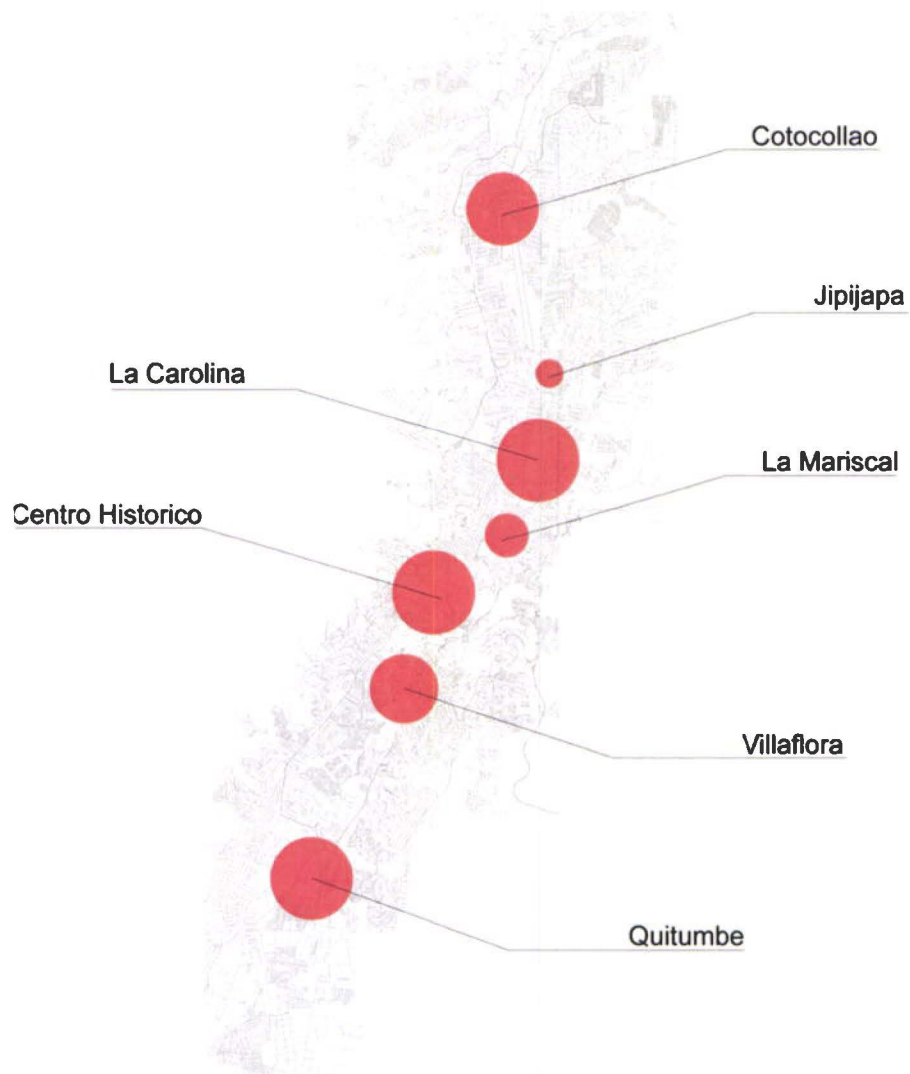 Cotocollao
Jipijapa
La Carolina
La Mariscal
Centro Historico
Villaflora
Quitumbe